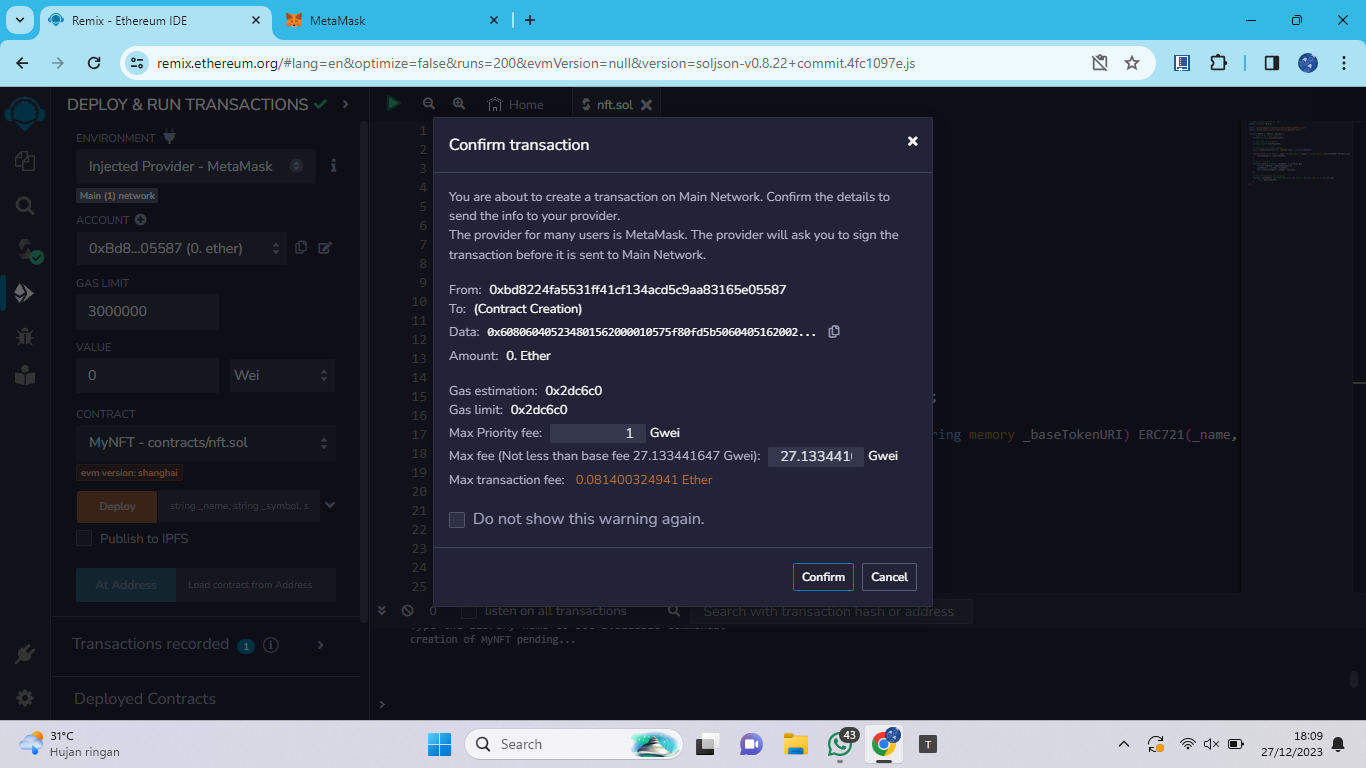 Remix - Ethereum IDE
MetaMask
remix.ethereum.org/#lang=en&optimize=false&runs=200&evmVersion=null&version=soljson-v0.8.22+commit.4fc1097e.js
DEPLOY & RUN TRANSACTIONS
ENVIRONMENT
Injected Provider - MetaMask
Main (1) network
ACCOUNT
0xBd8...05587 (0. ether)
GAS LIMIT
3000000
VALUE
0
Wei
CONTRACT
MyNFT - contracts/nft.sol
evm version: shanghai
Deploy
string _name, string _symbol, s
Publish to IPFS
At Address
Load contract from Address
Transactions recorded 1 i
Deployed Contracts
Home
nft.sol
1
2
3
4
5
6
7
8
9
10
11
12
13
14
15
;
16
17
ring memory _baseTokenURI) ERC721(_name,
18
19
20
21
22
23
24
25
Confirm transaction
You are about to create a transaction on Main Network. Confirm the details to
send the info to your provider.
The provider for many users is MetaMask. The provider will ask you to sign the
transaction before it is sent to Main Network.
From: 0xbd8224fa5531ff41cf134acd5c9aa83165e05587
To: (Contract Creation)
Data: 0x608060405234801562000010575f80fd5b5060405162002...
Amount: 0. Ether
Gas estimation: 0x2dc6c0
Gas limit: 0x2dc6c0
Max Priority fee: 1 Gwei
Max fee (Not less than base fee 27.133441647 Gwei): 27.133441 Gwei
Max transaction fee: 0.081400324941 Ether
Do not show this warning again.
Confirm
Cancel
0
listen on all transactions
Search with transaction hash or address
creation of MyNFT pending...
>
31°C
Hujan ringan
Search
43
T
18:09
27/12/2023